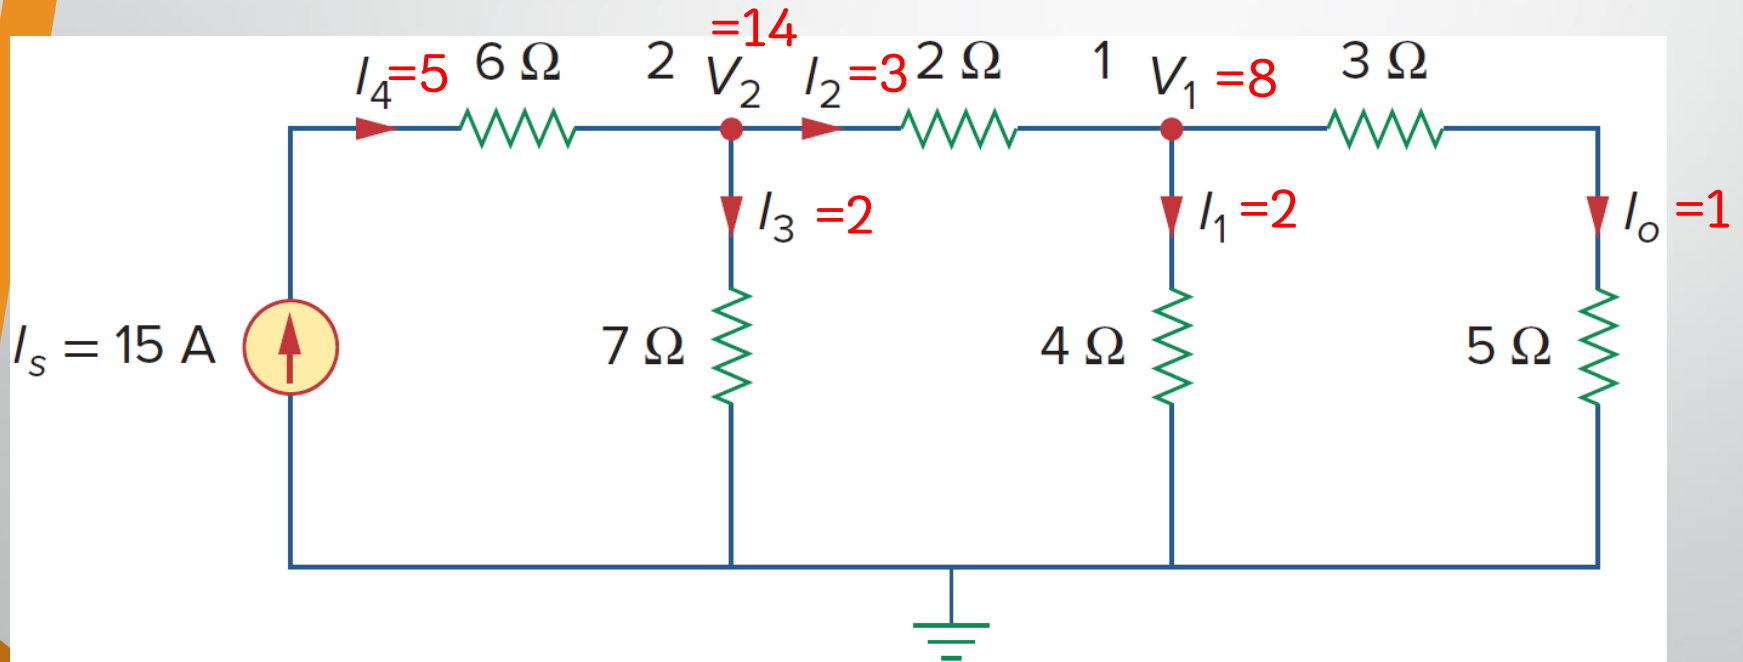 =14
I4=5 6 Ω 2 V2 I2=3 2 Ω 1 V1 =8 3 Ω
I3 =2 I1 =2 Io =1
Is = 15 A 7 Ω 4 Ω 5 Ω